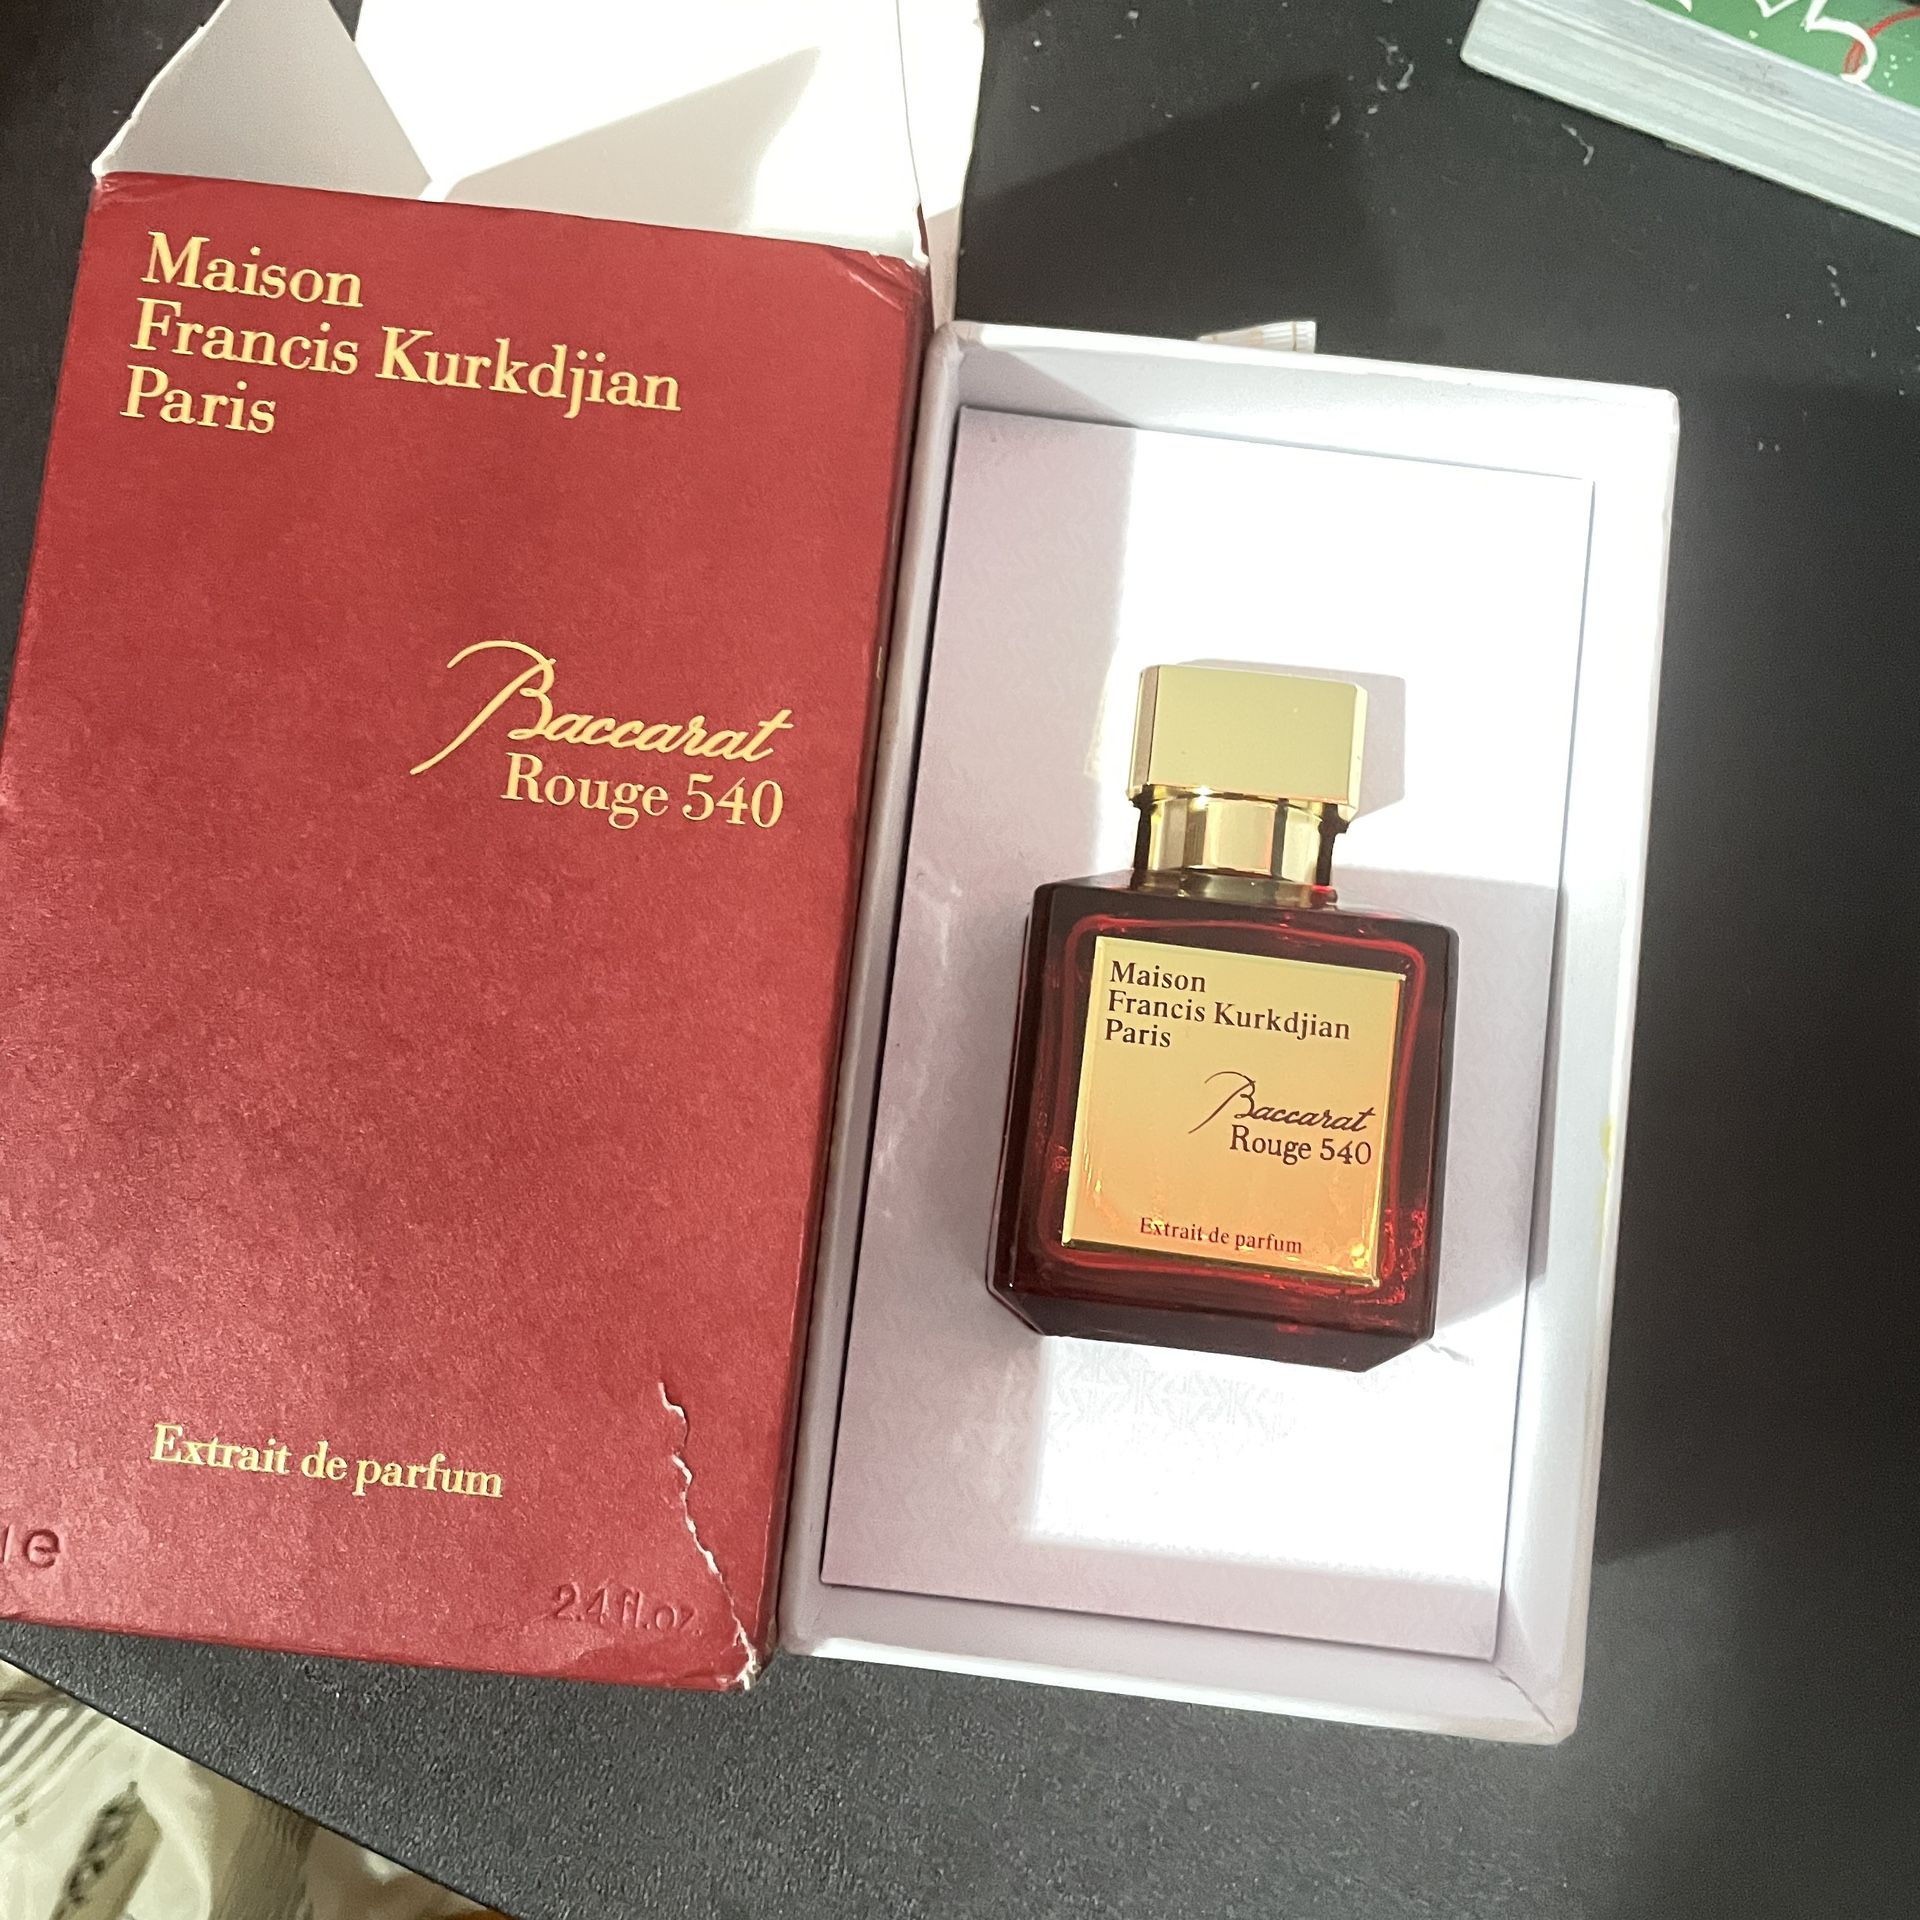 Maison
Francis Kurkdjian
Paris
Baccarat
Rouge 540
Extrait de parfum
2.4 fl.oz.
Maison
Francis Kurkdjian
Paris
Baccarat
Rouge 540
Extrait de parfum